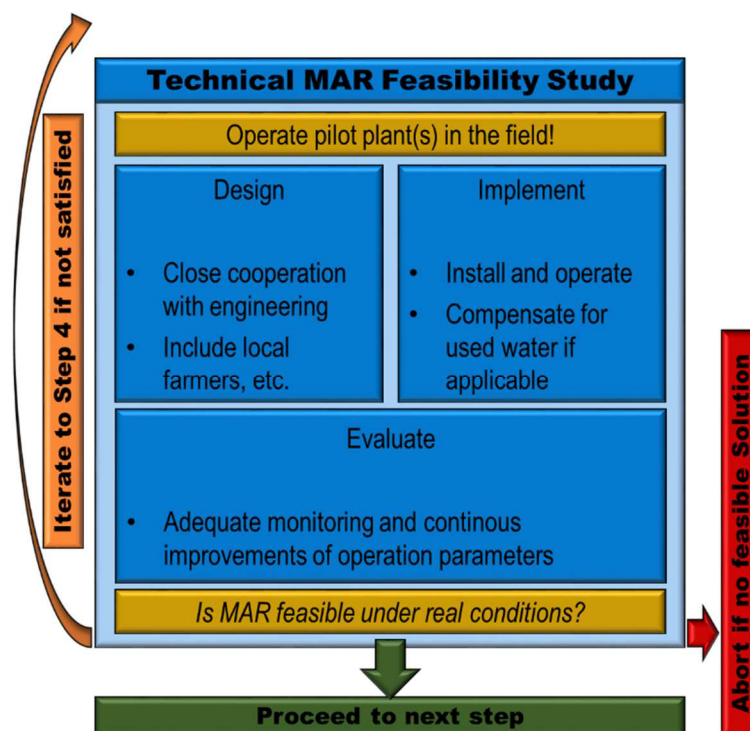 Technical MAR Feasibility Study
Operate pilot plant(s) in the field!
Design
• Close cooperation
with engineering
• Include local
farmers, etc.
Implement
• Install and operate
• Compensate for
used water if
applicable
Evaluate
• Adequate monitoring and continous
improvements of operation parameters
Is MAR feasible under real conditions?
Iterate to Step 4 if not satisfied
Abort if no feasible Solution
Proceed to next step